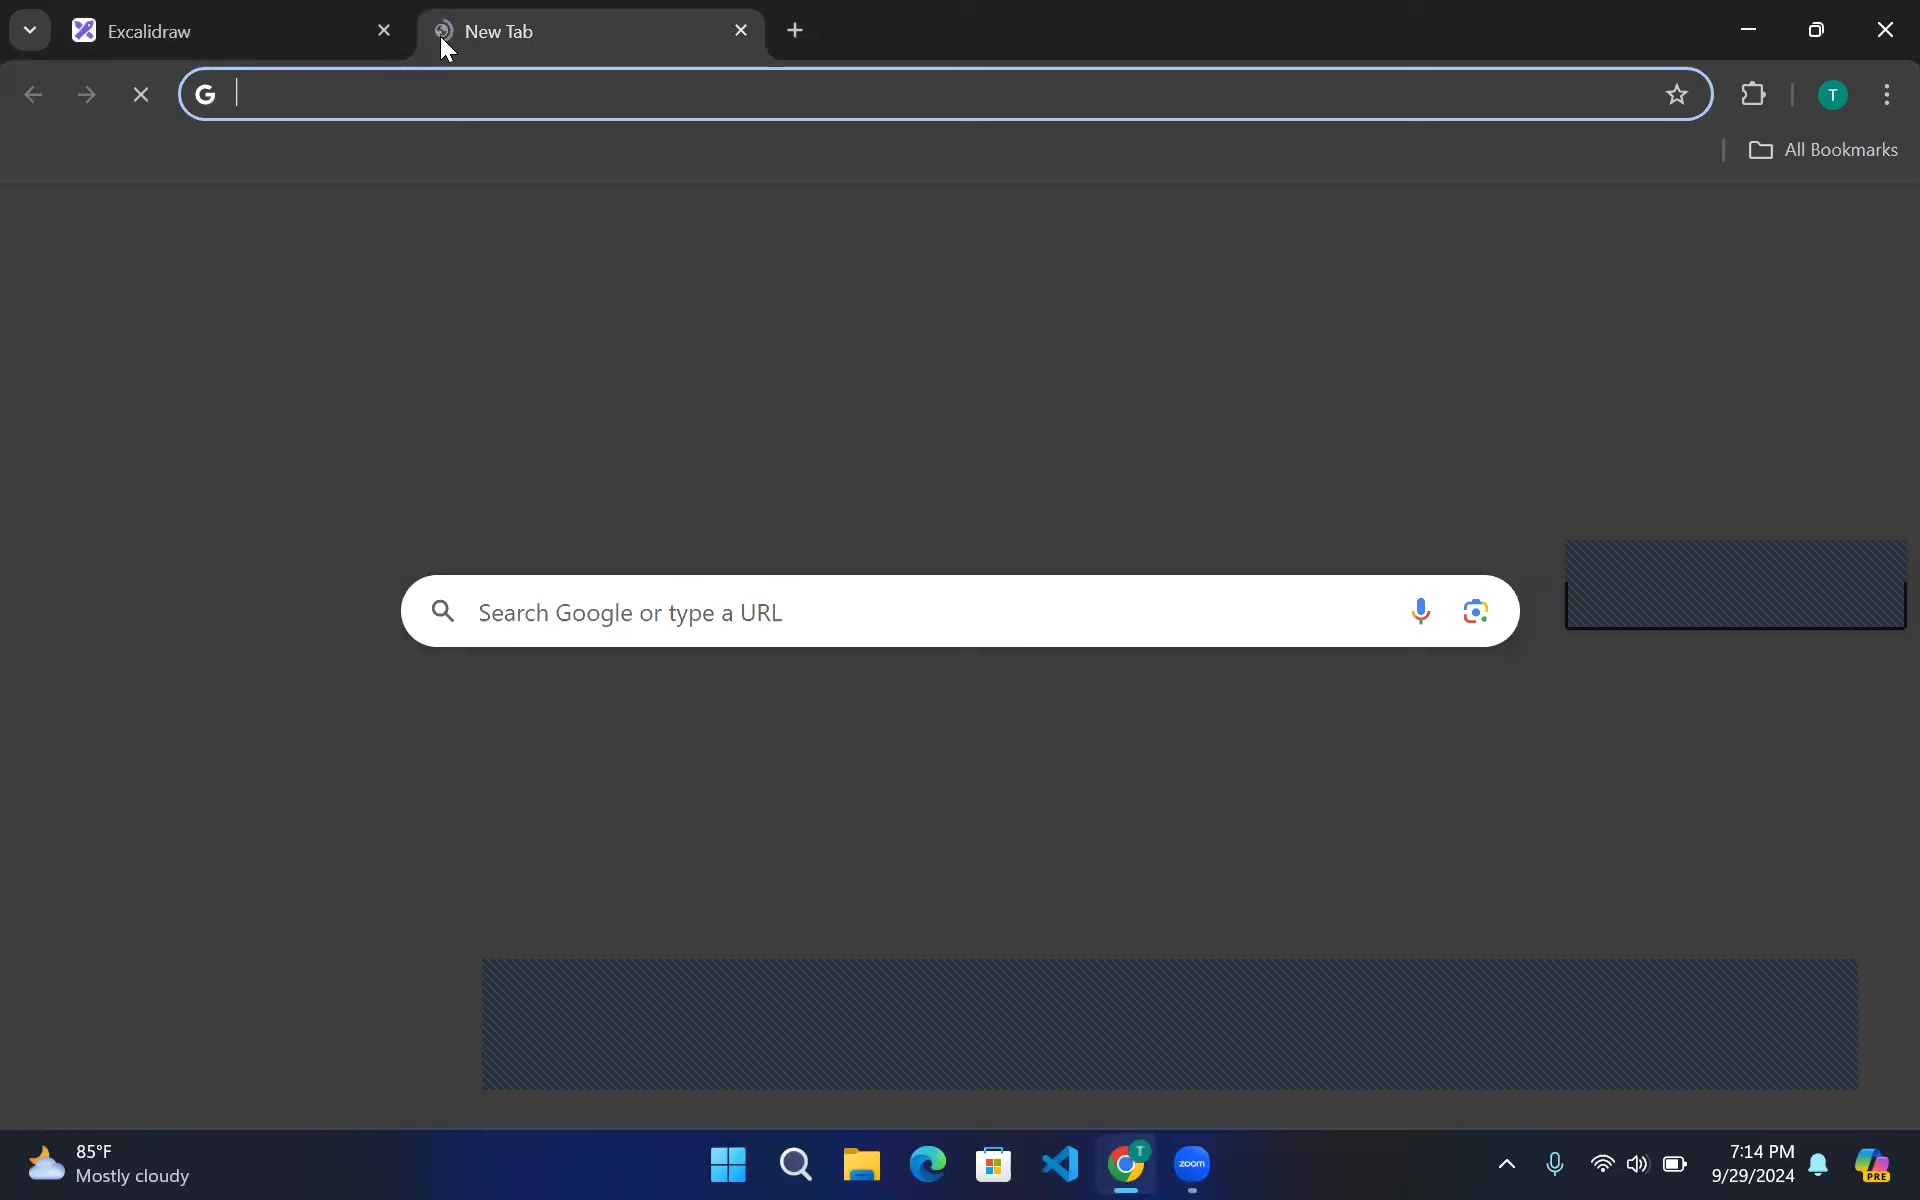 Excalidraw
New Tab
G
T
All Bookmarks
Search Google or type a URL
85°F
Mostly cloudy
T
zoom
7:14 PM
9/29/2024
PRE